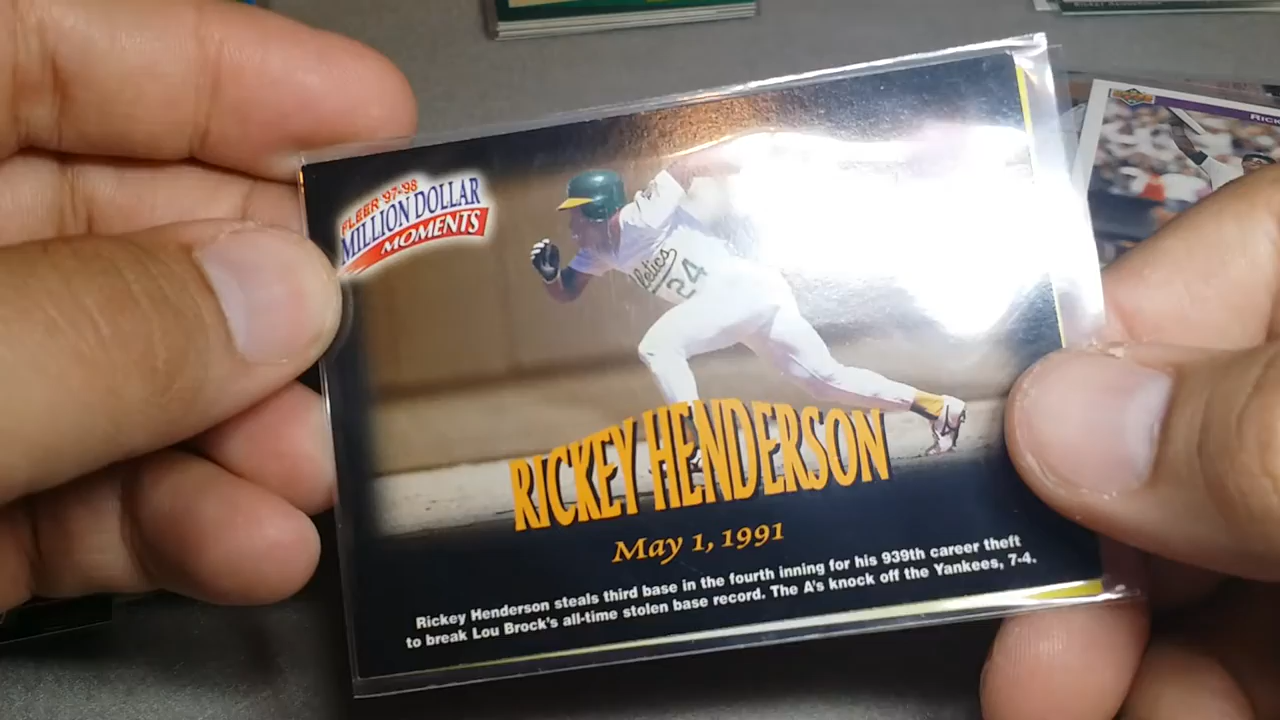 FLEER '97-'98
MILLION DOLLAR
MOMENTS
letics
24
RICKEY HENDERSON
May 1, 1991
Rickey Henderson steals third base in the fourth inning for his 939th career theft
to break Lou Brock's all-time stolen base record. The A's knock off the Yankees, 7-4.
RICK